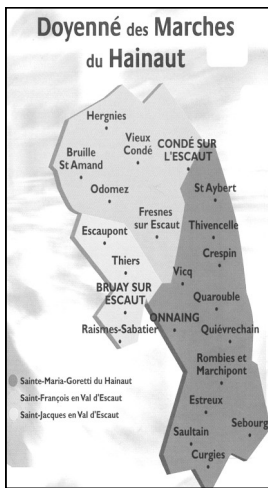 Doyenné des Marches
du Hainaut
Hergnies
Vieux
Condé
CONDÉ SUR
L'ESCAUT
Bruille
St Amand
Odomez
St Aybert
Fresnes
sur Escaut
Thivencelle
Escaupont
Crespin
Thiers
Vicq
BRUAY SUR
ESCAUT
Quarouble
ONNAING
Raismes-Sabatier
Quiévrechain
Rombies et
Marchipont
Sainte-Maria-Goretti du Hainaut
Saint-François en Val d'Escaut
Saint-Jacques en Val d'Escaut
Estreux
Sebourg
Saultain
Curgies